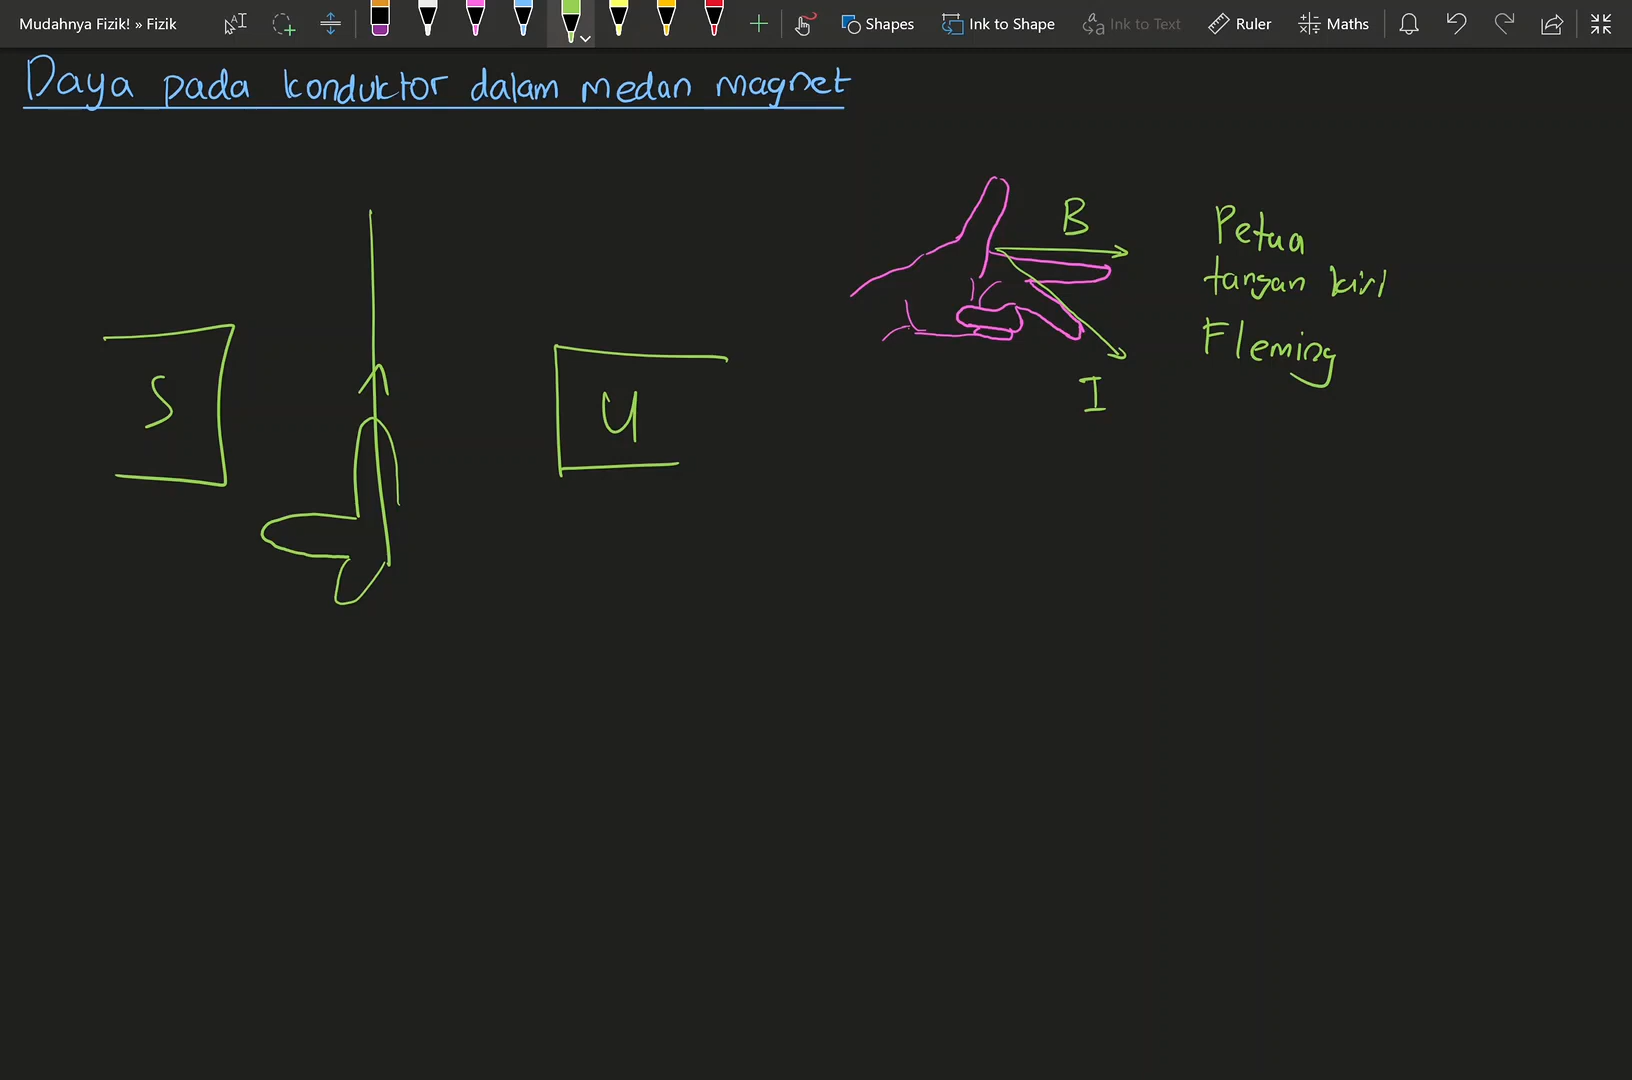 Mudahnya Fizik! » Fizik
Shapes
Ink to Shape
Ink to Text
Ruler
Maths
Daya pada konduktor dalam medan magnet
B
Petua
tangan kiri
Fleming
I
S
U